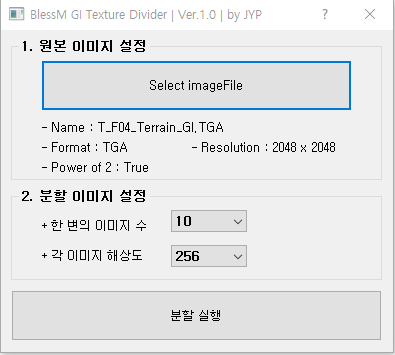 BlessM GI Texture Divider | Ver.1.0 | by JYP
1. 원본 이미지 설정
Select imageFile
- Name : T_F04_Terrain_GI.TGA
- Format : TGA - Resolution : 2048 x 2048
- Power of 2 : True
2. 분할 이미지 설정
+ 한 변의 이미지 수 10
+ 각 이미지 해상도 256
분할 실행